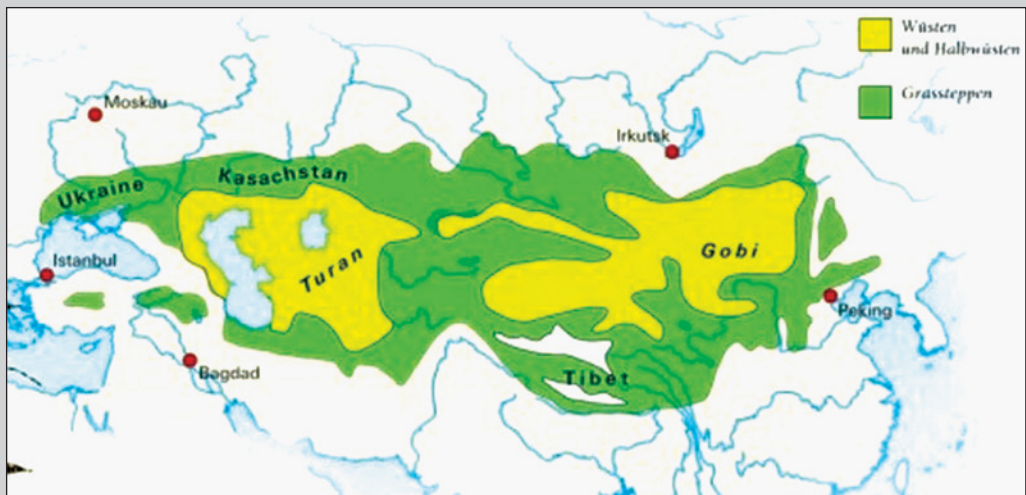 Wüsten
und Halbwüsten
Grassteppen
Moskau
Irkutsk
Ukraine
Kasachstan
Istanbul
Turan
Gobi
Peking
Bagdad
Tibet